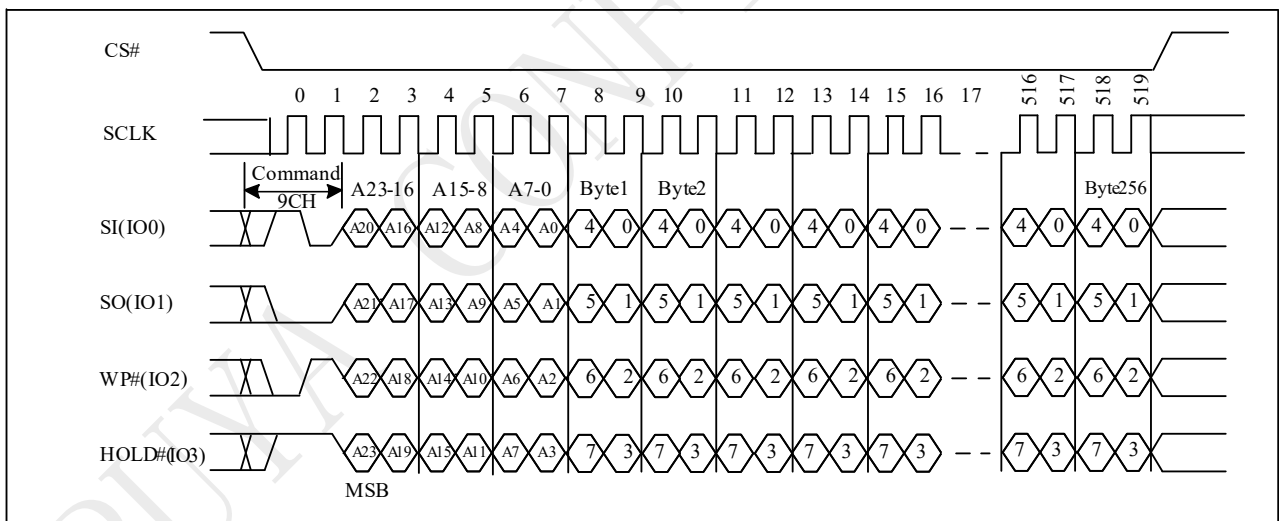 PUYA CONF
CS#
0 1 2 3 4 5 6 7 8 9 10 11 12 13 14 15 16 17 516 517 518 519
SCLK
Command
9CH
A23-16 A15-8 A7-0 Byte1 Byte2 Byte256
SI(IO0) A20 A16 A12 A8 A4 A0 4 0 4 0 4 0 4 0 4 0 4 0 4 0
SO(IO1) A21 A17 A13 A9 A5 A1 5 1 5 1 5 1 5 1 5 1 5 1 5 1
WP#(IO2) A22 A18 A14 A10 A6 A2 6 2 6 2 6 2 6 2 6 2 6 2 6 2
HOLD#(IO3) A23 A19 A15 A11 A7 A3 7 3 7 3 7 3 7 3 7 3 7 3 7 3
MSB